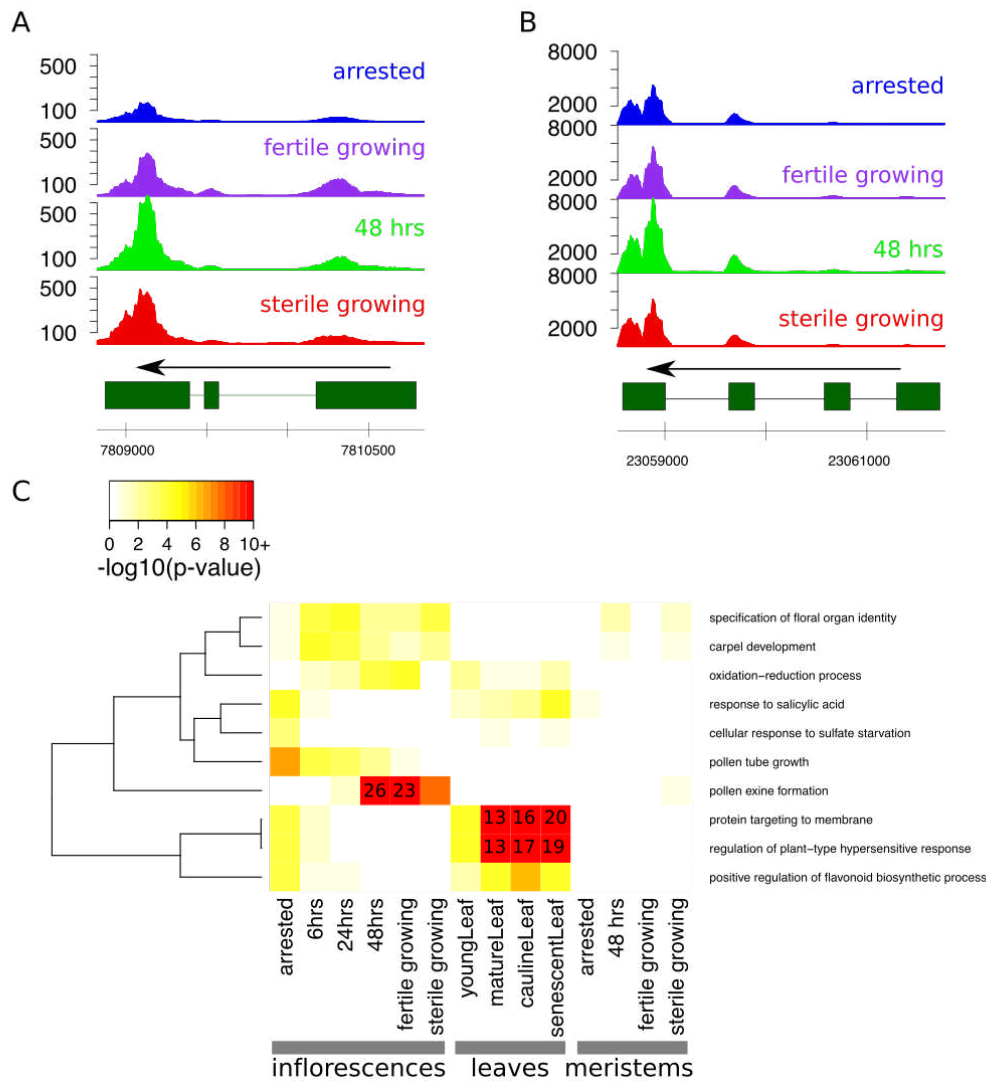 A
500
100
arrested
500
100
fertile growing
500
100
48 hrs
500
100
sterile growing
7809000 7810500
B
8000
2000
arrested
8000
2000
fertile growing
8000
2000
48 hrs
8000
2000
sterile growing
23059000 23061000
C
0 2 4 6 8 10+
-log10(p-value)
specification of floral organ identity
carpel development
oxidation-reduction process
response to salicylic acid
cellular response to sulfate starvation
pollen tube growth
26 23 pollen exine formation
13 16 20 protein targeting to membrane
13 17 19 regulation of plant-type hypersensitive response
positive regulation of flavonoid biosynthetic process
arrested
6hrs
24hrs
48hrs
fertile growing
sterile growing
youngLeaf
matureLeaf
caulineLeaf
senescentLeaf
arrested
48 hrs
fertile growing
sterile growing
inflorescences leaves meristems